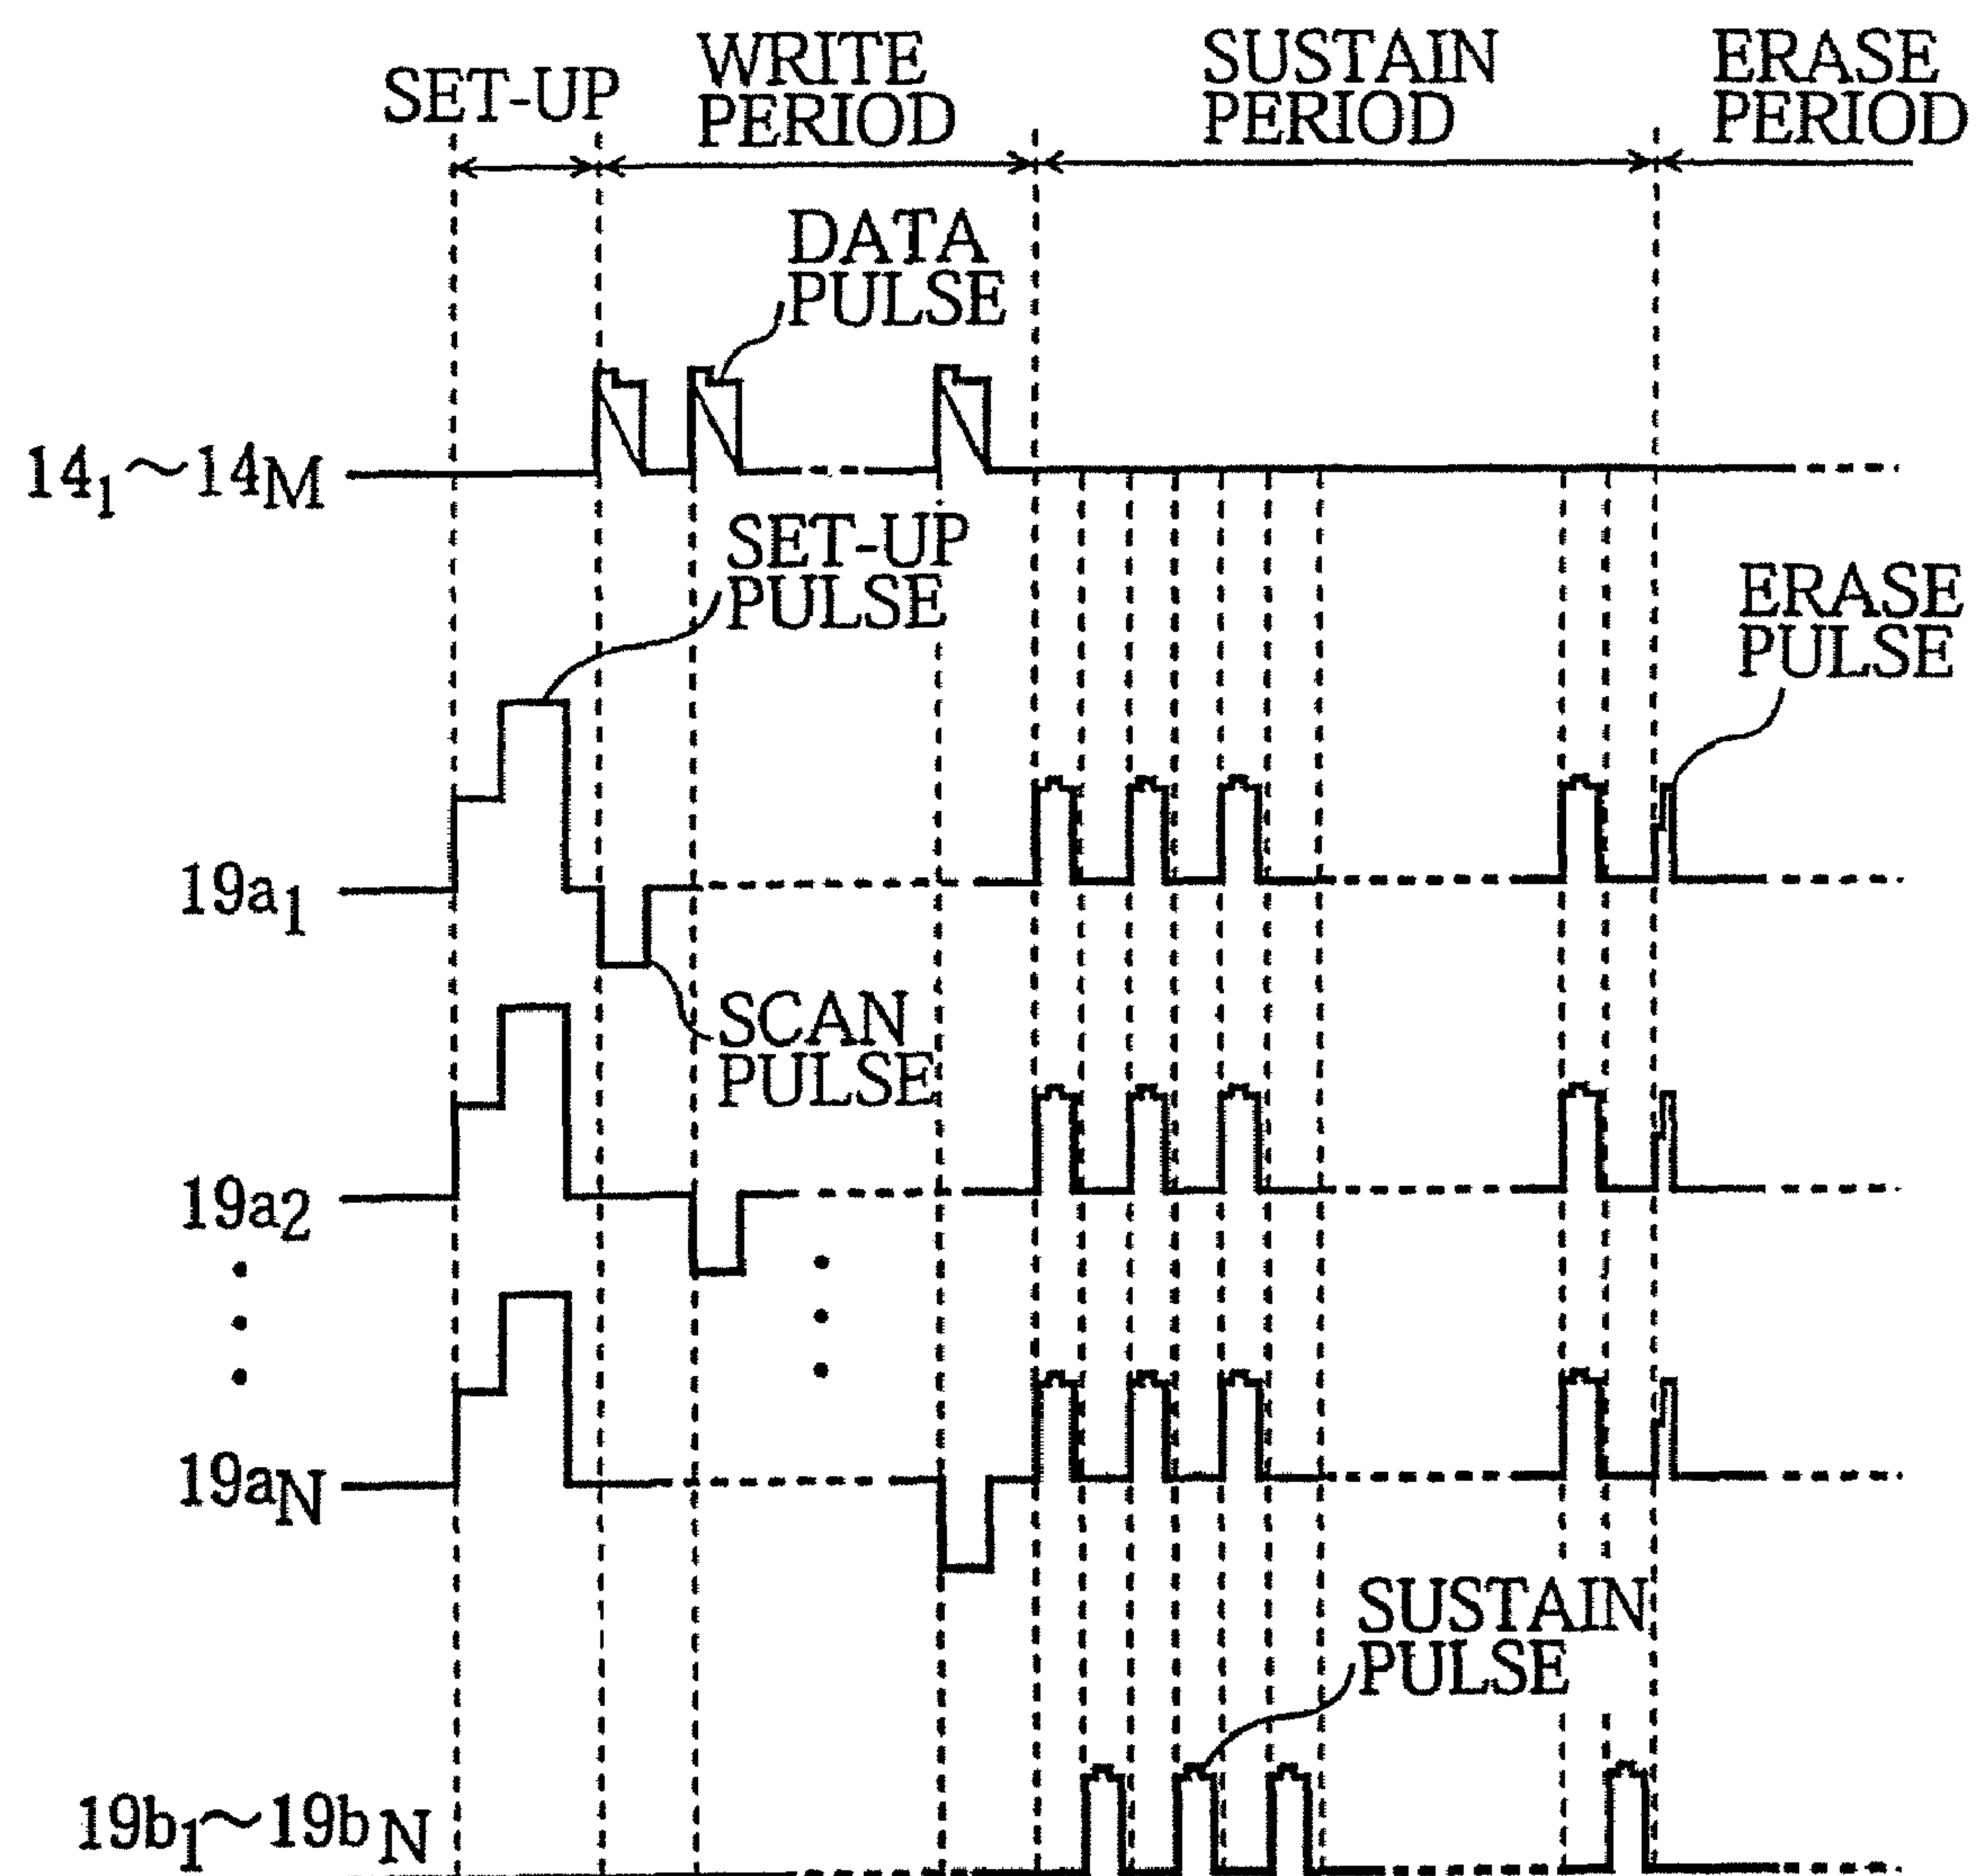 SET-UP
WRITE
PERIOD
SUSTAIN
PERIOD
ERASE
PERIOD
DATA
PULSE
14₁～14M
SET-UP
PULSE
ERASE
PULSE
19a₁
SCAN
PULSE
19a₂
19aN
SUSTAIN
PULSE
19b₁～19bN